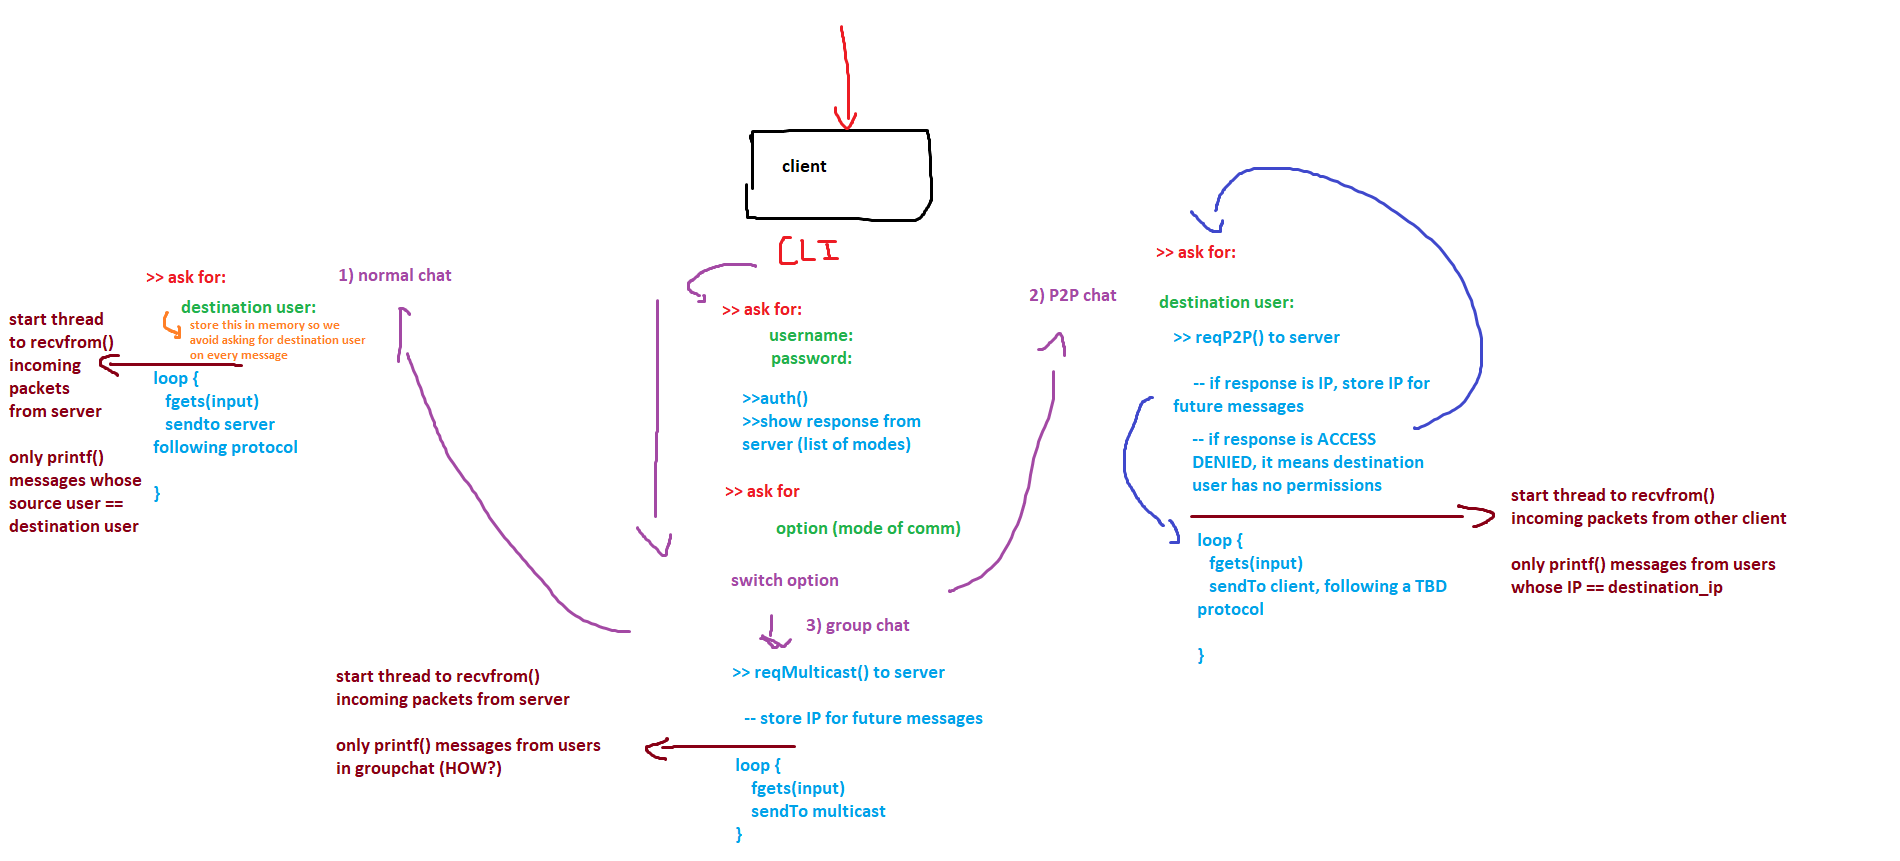 client
CLI
>> ask for:
username:
password:
>>auth()
>>show response from
server (list of modes)
>> ask for
option (mode of comm)
switch option
1) normal chat
>> ask for:
destination user:
store this in memory so we
avoid asking for destination user
on every message
loop {
fgets(input)
sendto server
following protocol
}
start thread
to recvfrom()
incoming
packets
from server
only printf()
messages whose
source user ==
destination user
2) P2P chat
>> ask for:
destination user:
>> reqP2P() to server
-- if response is IP, store IP for
future messages
-- if response is ACCESS
DENIED, it means destination
user has no permissions
loop {
fgets(input)
sendTo client, following a TBD
protocol
}
start thread to recvfrom()
incoming packets from other client
only printf() messages from users
whose IP == destination_ip
3) group chat
>> reqMulticast() to server
-- store IP for future messages
loop {
fgets(input)
sendTo multicast
}
start thread to recvfrom()
incoming packets from server
only printf() messages from users
in groupchat (HOW?)